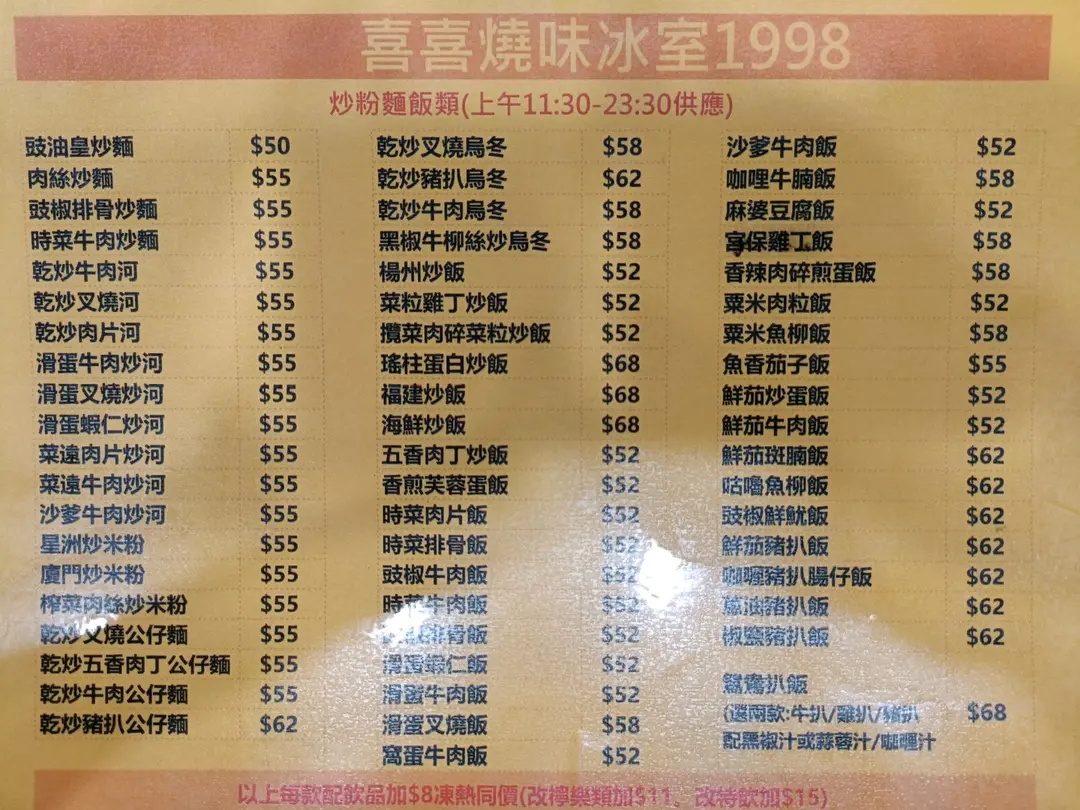 喜喜燒味冰室1998
炒粉麵飯類(上午11:30-23:30供應)
豉油皇炒麵 $50
肉絲炒麵 $55
豉椒排骨炒麵 $55
時菜牛肉炒麵 $55
乾炒牛肉河 $55
乾炒叉燒河 $55
乾炒肉片河 $55
滑蛋牛肉炒河 $55
滑蛋叉燒炒河 $55
滑蛋蝦仁炒河 $55
菜遠肉片炒河 $55
菜遠牛肉炒河 $55
沙爹牛肉炒河 $55
星洲炒米粉 $55
廈門炒米粉 $55
榨菜肉絲炒米粉 $55
乾炒叉燒公仔麵 $55
乾炒五香肉丁公仔麵 $55
乾炒牛肉公仔麵 $55
乾炒豬扒公仔麵 $62
乾炒叉燒烏冬 $58
乾炒豬扒烏冬 $62
乾炒牛肉烏冬 $58
黑椒牛柳絲炒烏冬 $58
楊州炒飯 $52
菜粒雞丁炒飯 $52
攬菜肉碎菜粒炒飯 $52
瑤柱蛋白炒飯 $68
福建炒飯 $68
海鮮炒飯 $68
五香肉丁炒飯 $52
香煎芙蓉蛋飯 $52
時菜肉片飯 $52
時菜排骨飯 $52
豉椒牛肉飯 $52
時菜牛肉飯 $52
排骨飯 $52
滑蛋蝦仁飯 $52
滑蛋牛肉飯 $52
滑蛋叉燒飯 $58
窩蛋牛肉飯 $52
沙爹牛肉飯 $52
咖哩牛腩飯 $58
麻婆豆腐飯 $52
宮保雞丁飯 $58
香辣肉碎煎蛋飯 $58
粟米肉粒飯 $52
粟米魚柳飯 $58
魚香茄子飯 $55
鮮茄炒蛋飯 $52
鮮茄牛肉飯 $52
鮮茄斑腩飯 $62
咕嚕魚柳飯 $62
豉椒鮮魷飯 $62
鮮茄豬扒飯 $62
咖喱豬扒腸仔飯 $62
蔥油豬扒飯 $62
椒鹽豬扒飯 $62
鴛鴦扒飯
(選兩款:牛扒/雞扒/豬扒 $68
配黑椒汁或蒜蓉汁/咖喱汁
以上每款配飲品加$8凍熱同價(改檸樂類加$11、改特飲加$15)